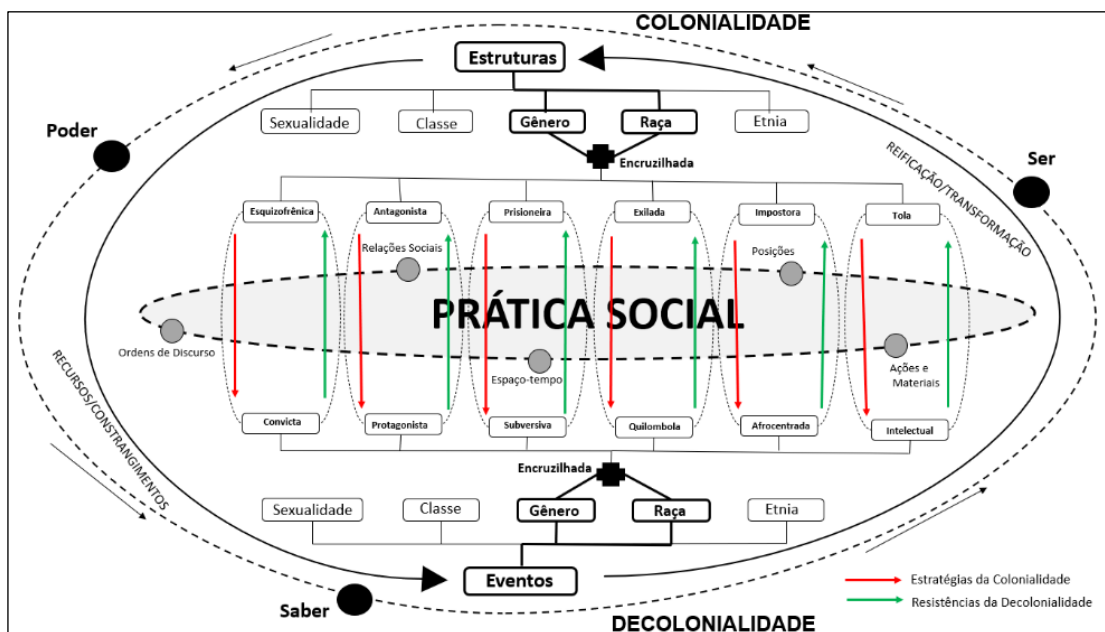 COLONIALIDADE
Estruturas
Sexualidade
Classe
Gênero
Raça
Etnia
Poder
Encruzilhada
Ser
REIFICAÇÃO/TRANSFORMAÇÃO
Esquizofrênica
Antagonista
Prisioneira
Exilada
Impostora
Tola
Relações Sociais
Posições
PRÁTICA SOCIAL
Ordens de Discurso
Espaço-tempo
Ações e
Materiais
RECURSOS/CONSTRANGIMENTOS
Convicta
Protagonista
Subversiva
Quilombola
Afrocentrada
Intelectual
Encruzilhada
Sexualidade
Classe
Gênero
Raça
Etnia
Eventos
Saber
Estratégias da Colonialidade
Resistências da Decolonialidade
DECOLONIALIDADE